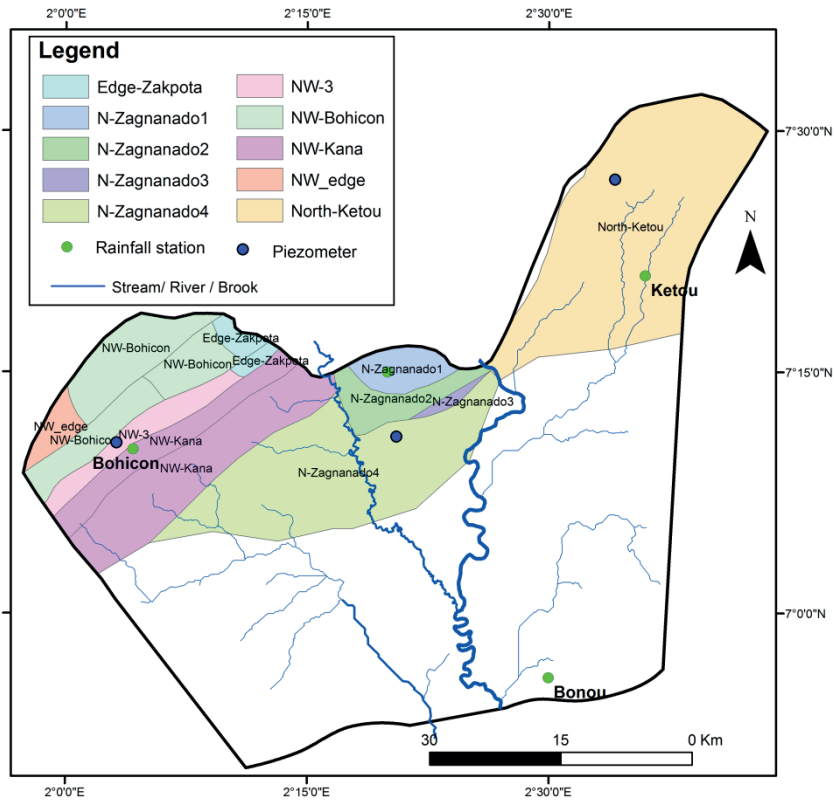 2°0'0"E
2°15'0"E
2°30'0"E
Legend
Edge-Zakpota
N-Zagnanado1
N-Zagnanado2
N-Zagnanado3
N-Zagnanado4
NW-3
NW-Bohicon
NW-Kana
NW_edge
North-Ketou
Rainfall station
Piezometer
Stream/ River / Brook
7°30'0"N
N
North-Ketou
Ketou
Edge-Zakpota
NW-Bohicon
NW-Bohicon
Edge-Zakpota
N-Zagnanado1
7°15'0"N
N-Zagnanado2
N-Zagnanado3
NW_edge
NW-Bohicon
NW-3
NW-Kana
Bohicon
NW-Kana
N-Zagnanado4
7°0'0"N
Bonou
30
15
0 Km
2°0'0"E
2°15'0"E
2°30'0"E